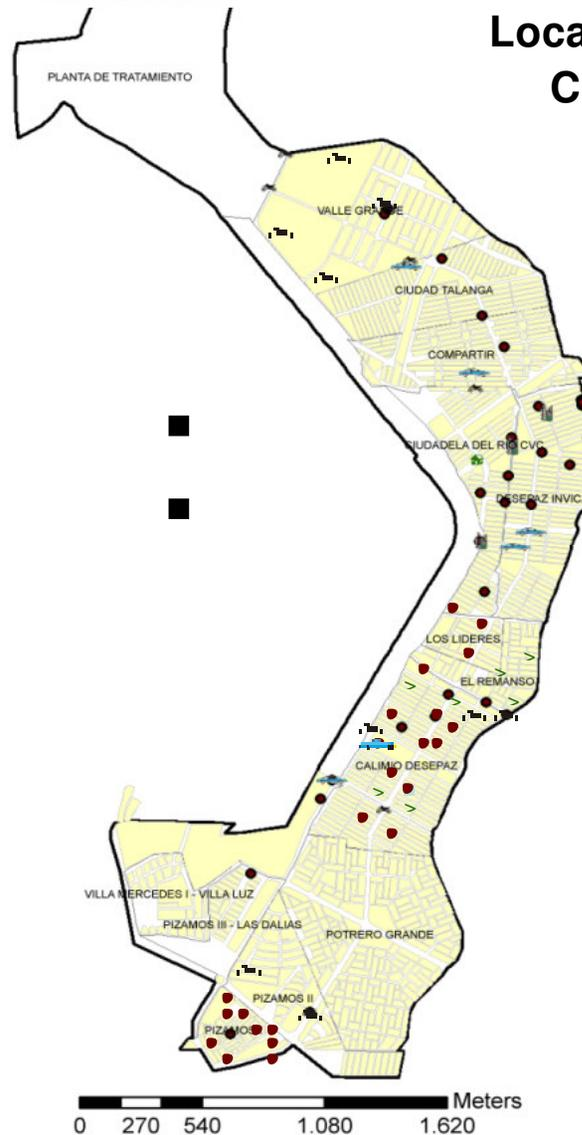 Loca
C
PLANTA DE TRATAMIENTO
VALLE GRANDE
CIUDAD TALANGA
COMPARTIR
CIUDADELA DEL RIO CVC
DESEPAZ INVIC
LOS LIDERES
EL REMANSO
CALIMIO DESEPAZ
VILLA MERCEDES I - VILLA LUZ
PIZAMOS III - LAS DALIAS
POTRERO GRANDE
PIZAMOS II
PIZAMOS
Meters
0 270 540 1.080 1.620